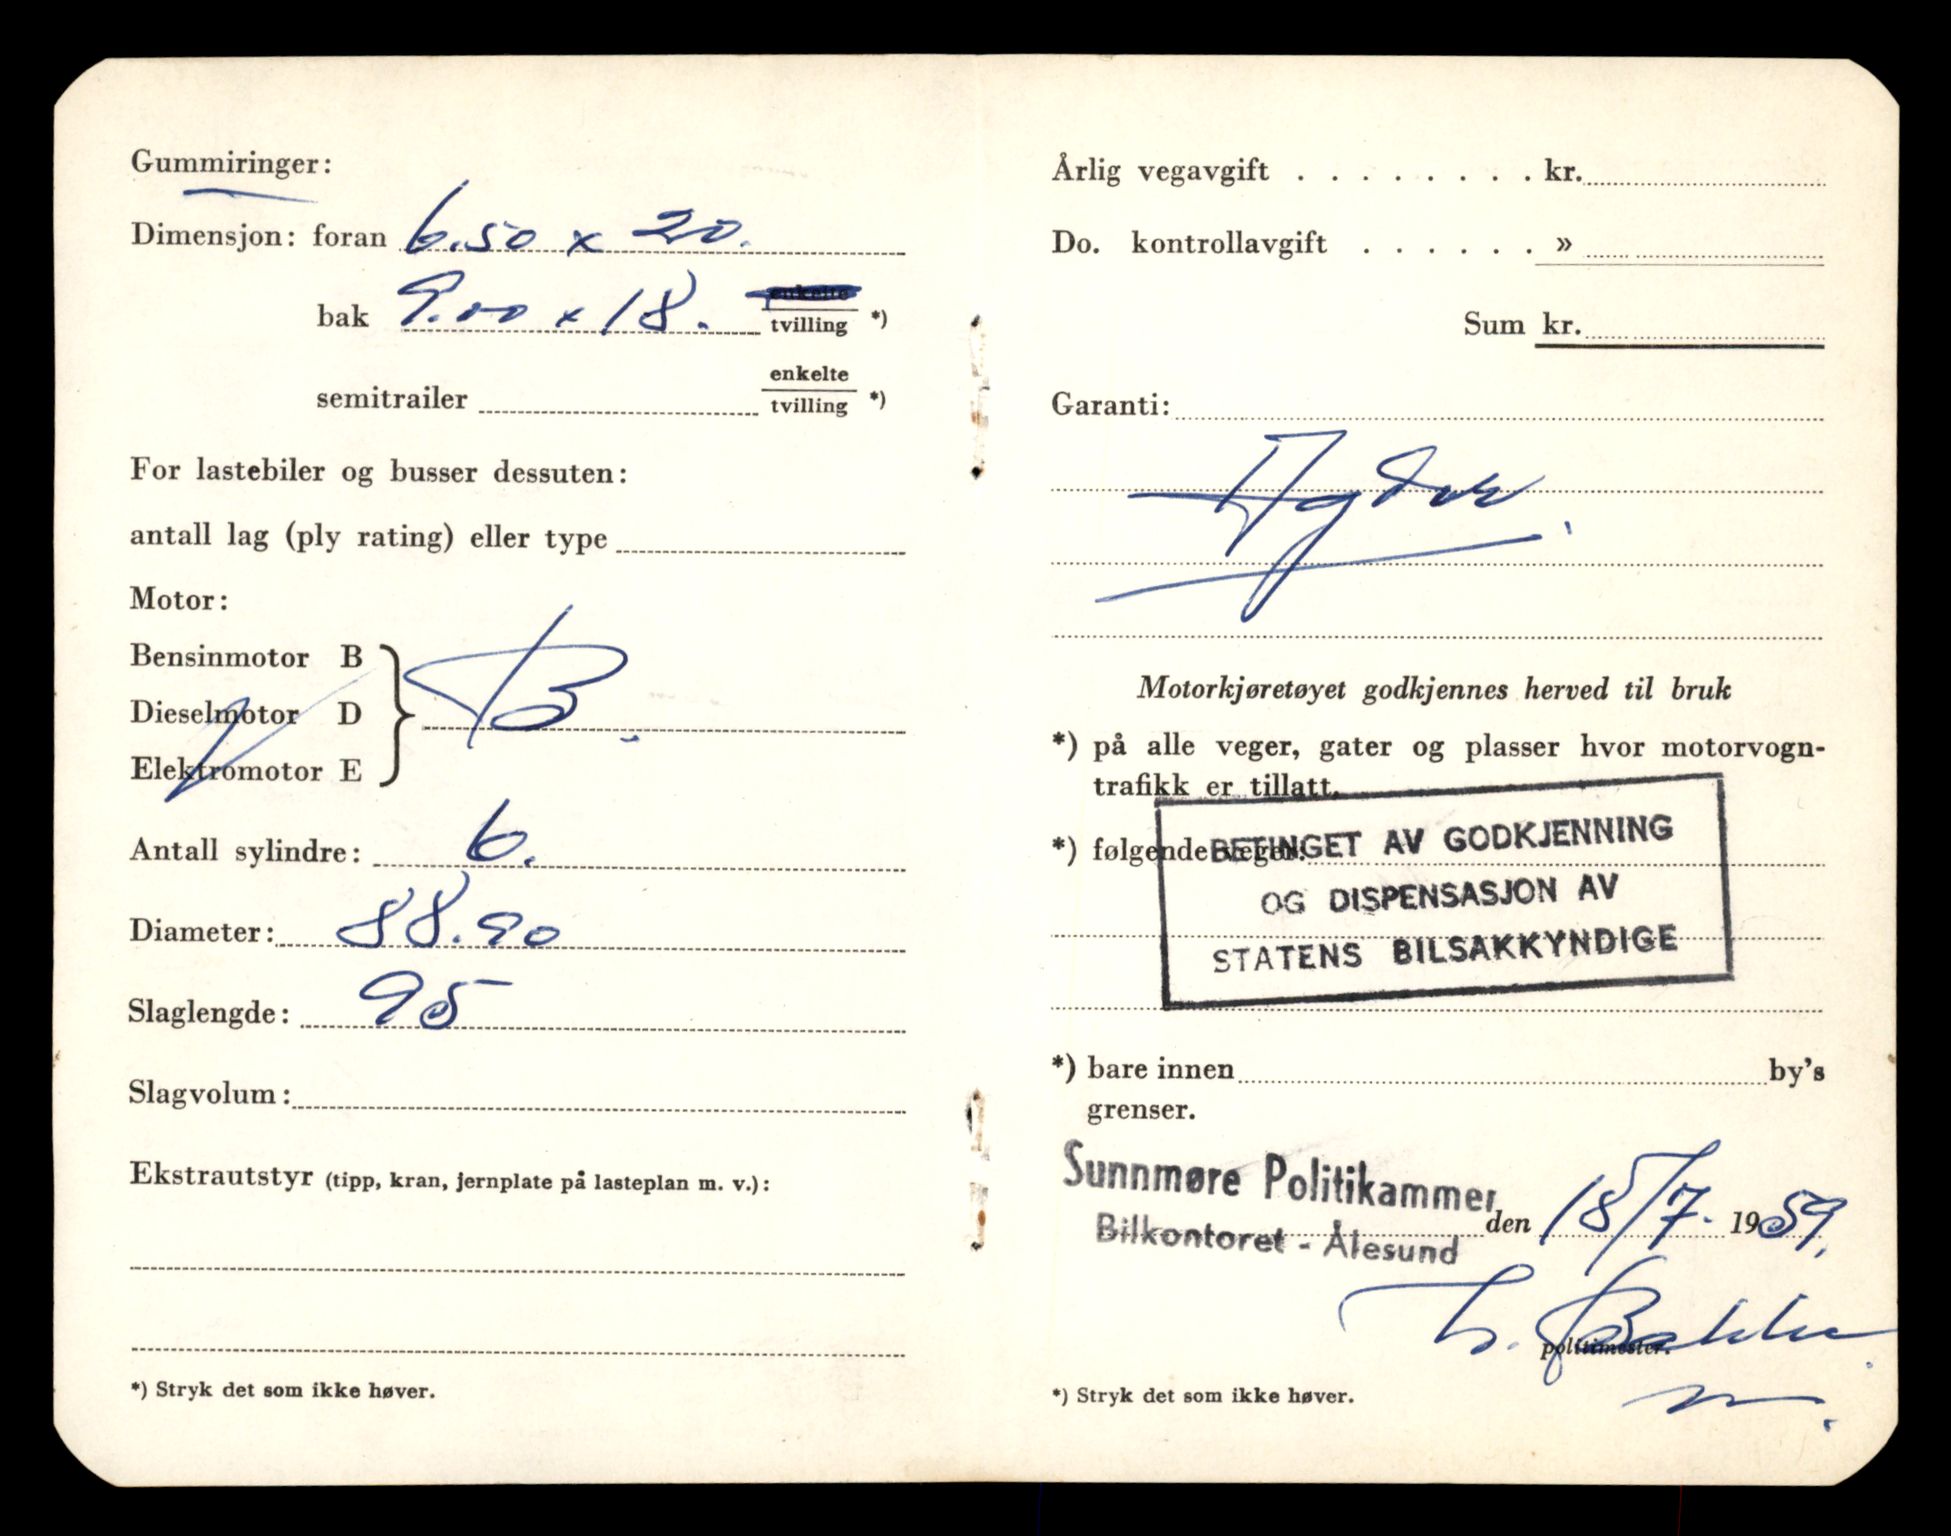 Gummiringer:
Dimensjon: foran 6.50 x 20.
bak 9.00 x 18. enkelte
tvilling *)
semitrailer enkelte
tvilling *)
For lastebiler og busser dessuten:
antall lag (ply rating) eller type
Motor:
Bensinmotor B
Dieselmotor D
B.
Elektromotor E
Antall sylindre: 6.
Diameter: 88.90
Slaglengde: 95
Slagvolum:
Ekstrautstyr (tipp, kran, jernplate på lasteplan m. v.):
*) Stryk det som ikke høver.
Årlig vegavgift . . . . . . . . kr.
Do. kontrollavgift . . . . . . »
Sum kr.
Garanti:
Agder.
Motorkjøretøyet godkjennes herved til bruk
*) på alle veger, gater og plasser hvor motorvogn-
trafikk er tillatt.
*) følgende veger:
BETINGET AV GODKJENNING
OG DISPENSASJON AV
STATENS BILSAKKYNDIGE
*) bare innen by's
grenser.
Sunnmøre Politikammer
Bilkontoret - Ålesund
den 18/7. 1959.
Bakke
politimester.
*) Stryk det som ikke høver.